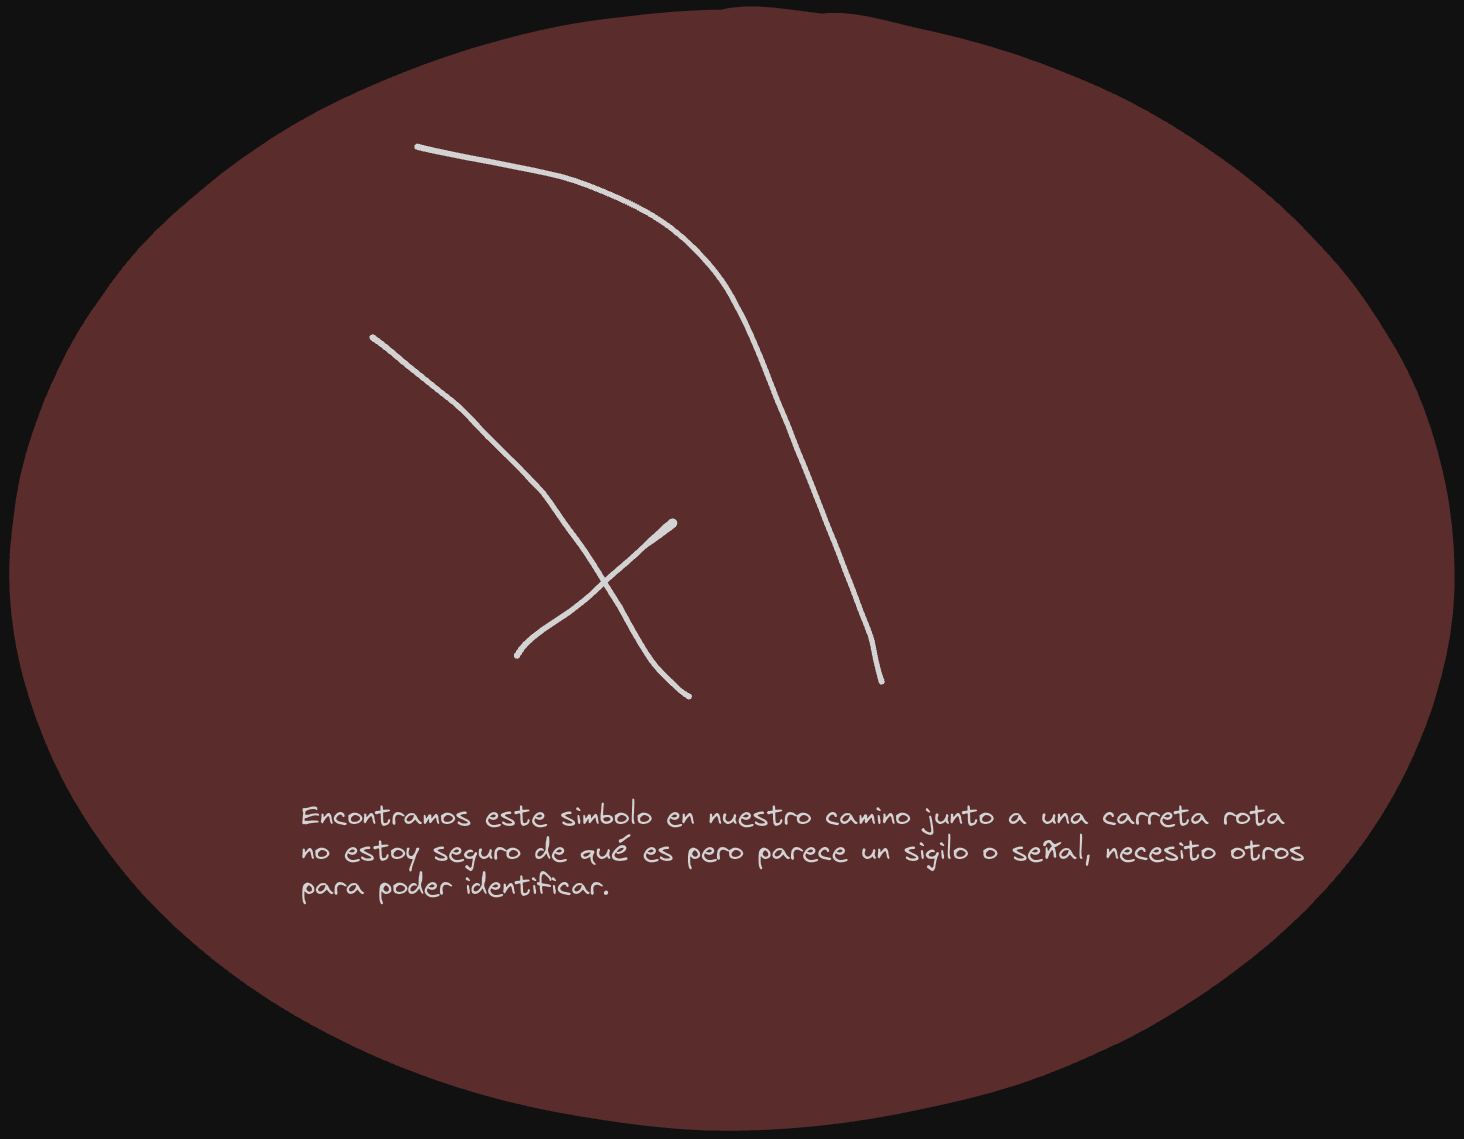 Encontramos este simbolo en nuestro camino junto a una carreta rota
no estoy seguro de qué es pero parece un sigilo o señal, necesito otros
para poder identificar.